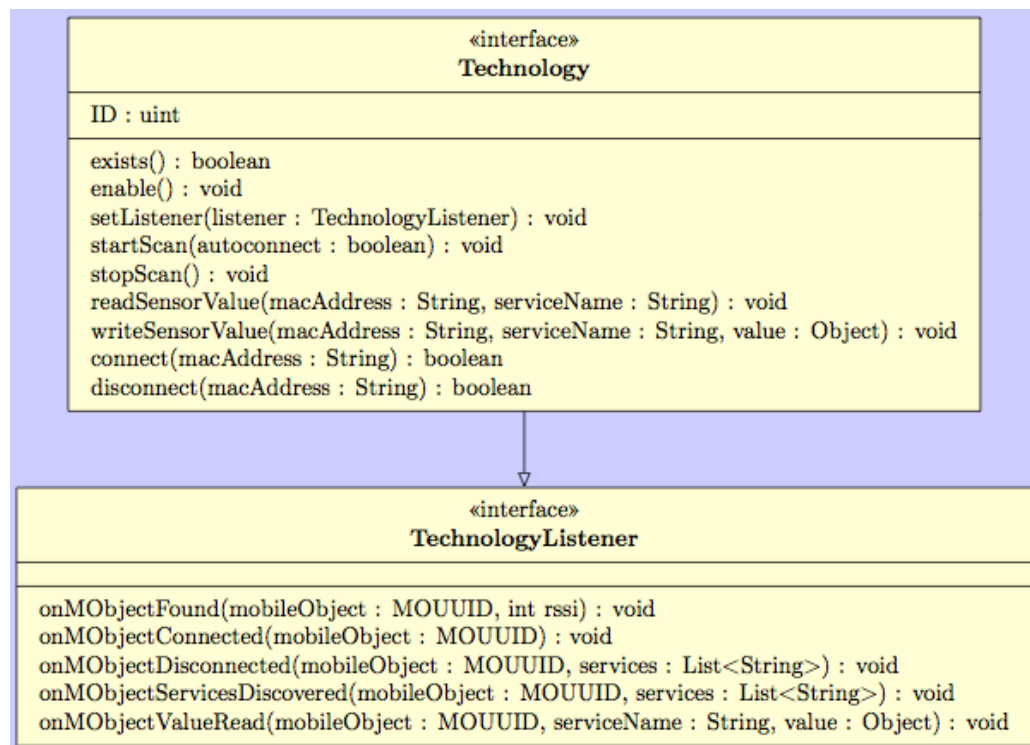 «interface»
Technology
ID : uint
exists() : boolean
enable() : void
setListener(listener : TechnologyListener) : void
startScan(autoconnect : boolean) : void
stopScan() : void
readSensorValue(macAddress : String, serviceName : String) : void
writeSensorValue(macAddress : String, serviceName : String, value : Object) : void
connect(macAddress : String) : boolean
disconnect(macAddress : String) : boolean
«interface»
TechnologyListener
onMObjectFound(mobileObject : MOUUID, int rssi) : void
onMObjectConnected(mobileObject : MOUUID) : void
onMObjectDisconnected(mobileObject : MOUUID, services : List<String>) : void
onMObjectServicesDiscovered(mobileObject : MOUUID, services : List<String>) : void
onMObjectValueRead(mobileObject : MOUUID, serviceName : String, value : Object) : void